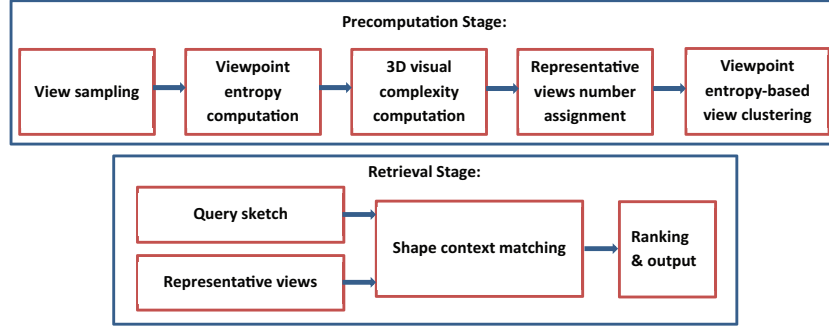 Precomputation Stage:
View sampling
Viewpoint
entropy
computation
3D visual
complexity
computation
Representative
views number
assignment
Viewpoint
entropy-based
view clustering
Retrieval Stage:
Query sketch
Representative views
Shape context matching
Ranking
& output